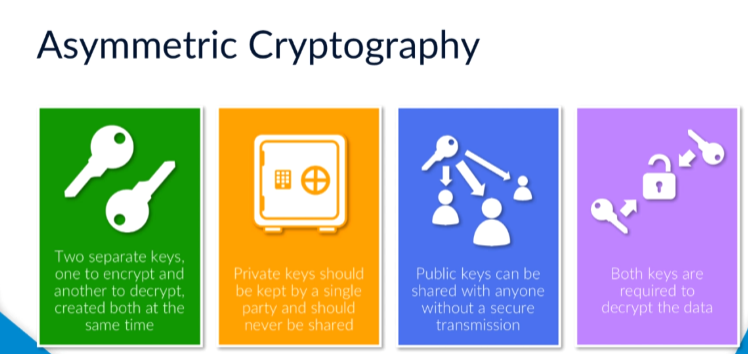 Asymmetric Cryptography
Two separate keys,
one to encrypt and
another to decrypt,
created both at the
same time
Private keys should
be kept by a single
party and should
never be shared
Public keys can be
shared with anyone
without a secure
transmission
Both keys are
required to
decrypt the data